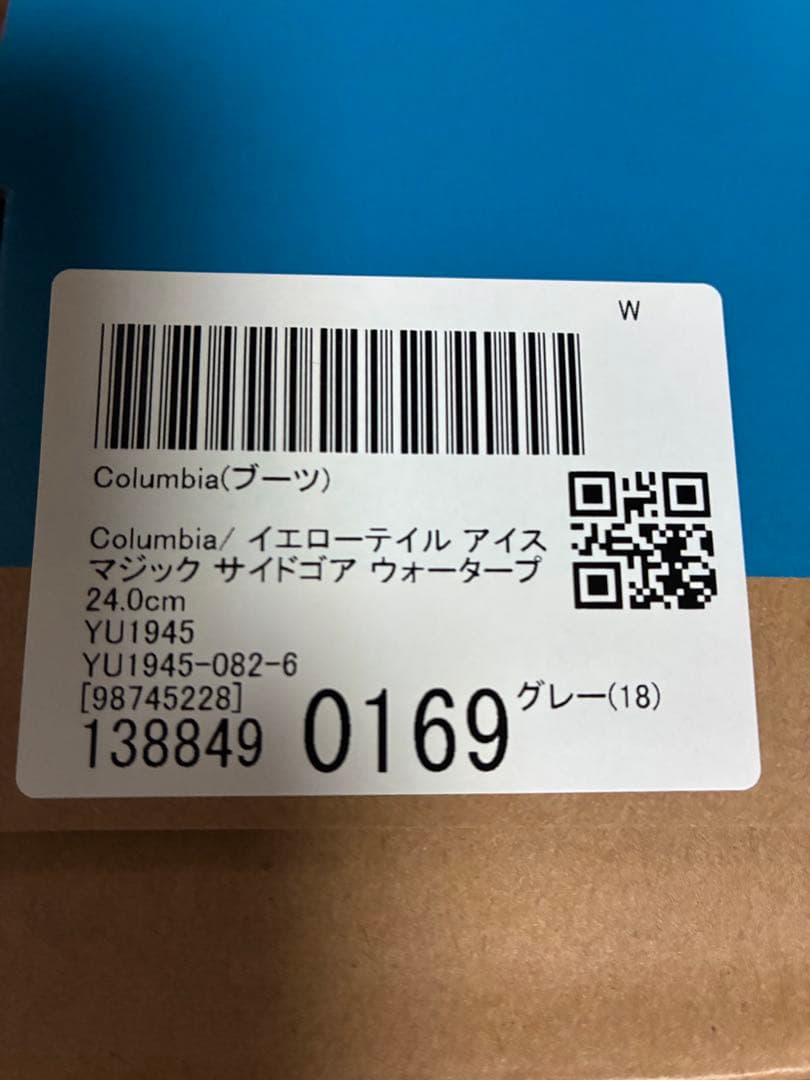 W
Columbia(ブーツ)
Columbia/ イエローテイル アイス
マジック サイドゴア ウォータープ
24.0cm
YU1945
YU1945-082-6
[98745228]
138849 0169 グレー(18)